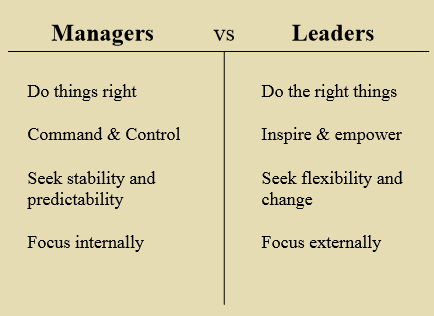 Managers vs Leaders
Do things right
Do the right things
Command & Control
Inspire & empower
Seek stability and
predictability
Seek flexibility and
change
Focus internally
Focus externally